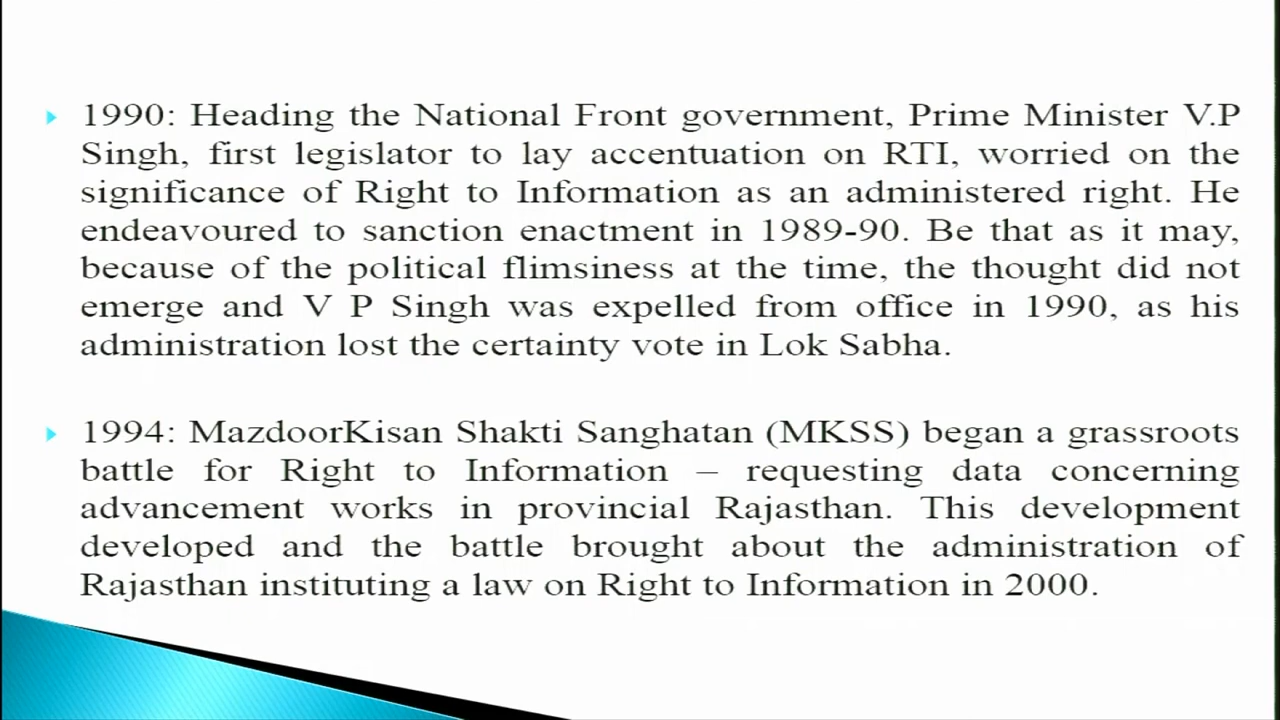 1990: Heading the National Front government, Prime Minister V.P
Singh, first legislator to lay accentuation on RTI, worried on the
significance of Right to Information as an administered right. He
endeavoured to sanction enactment in 1989-90. Be that as it may,
because of the political flimsiness at the time, the thought did not
emerge and V P Singh was expelled from office in 1990, as his
administration lost the certainty vote in Lok Sabha.
1994: MazdoorKisan Shakti Sanghatan (MKSS) began a grassroots
battle for Right to Information – requesting data concerning
advancement works in provincial Rajasthan. This development
developed and the battle brought about the administration of
Rajasthan instituting a law on Right to Information in 2000.